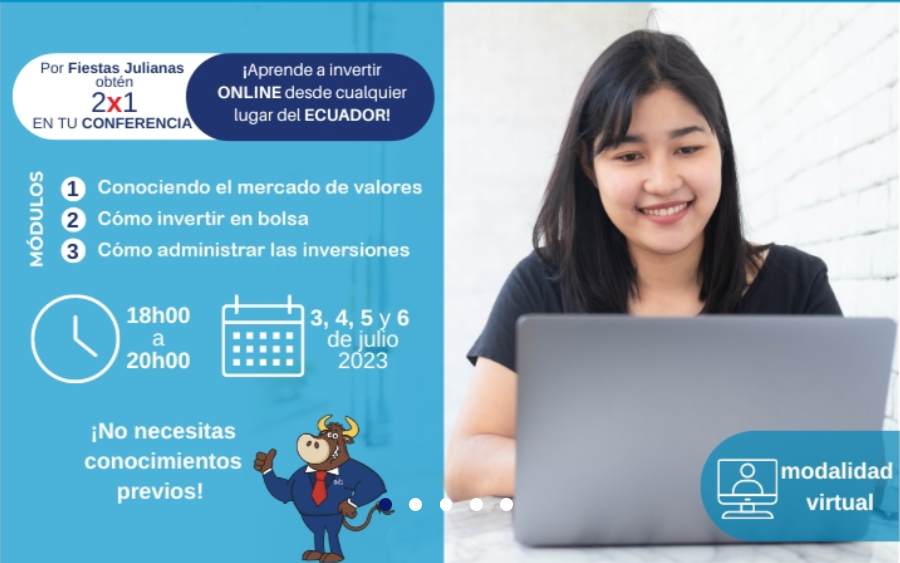 Por Fiestas Julianas
obtén
2x1
EN TU CONFERENCIA
¡Aprende a invertir
ONLINE desde cualquier
lugar del ECUADOR!
MÓDULOS
1 Conociendo el mercado de valores
2 Cómo invertir en bolsa
3 Cómo administrar las inversiones
18h00
a
20h00
3, 4, 5 y 6
de julio
2023
¡No necesitas
conocimientos
previos!
modalidad
virtual